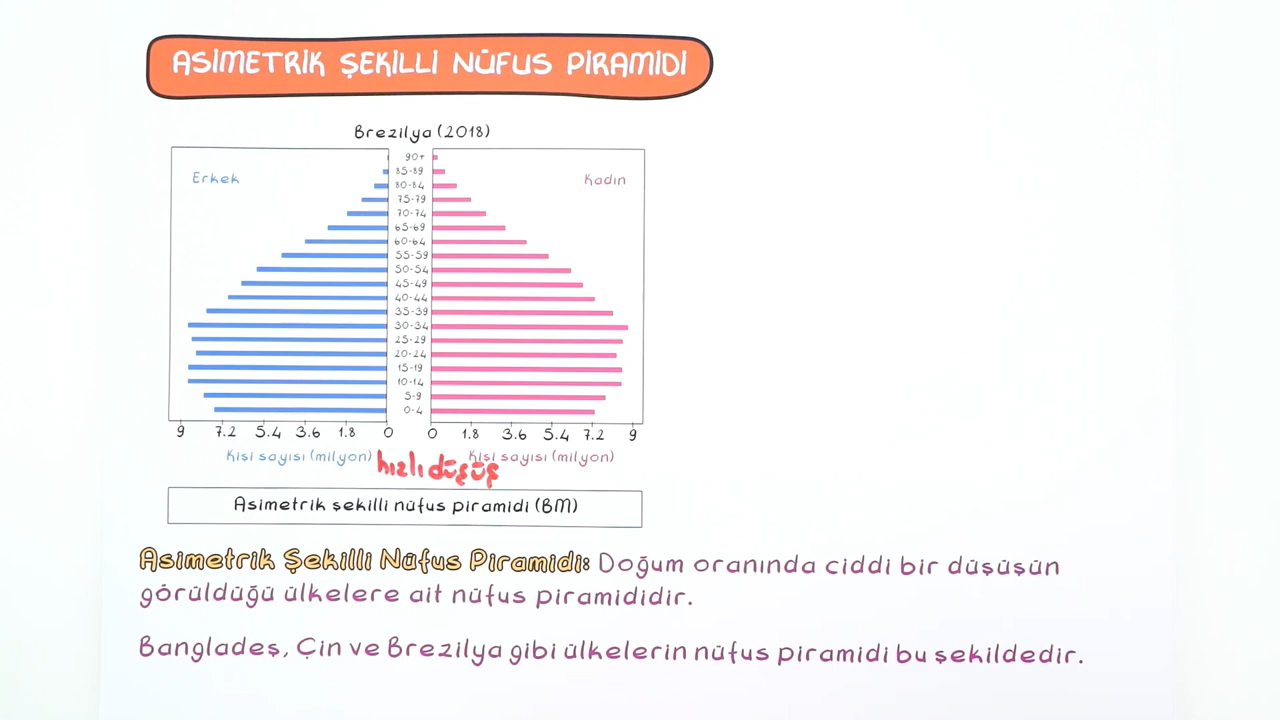 ASİMETRİK ŞEKİLLİ NÜFUS PİRAMİDİ
Brezilya (2018)
Erkek
Kadın
90+
85-89
80-84
75-79
70-74
65-69
60-64
55-59
50-54
45-49
40-44
35-39
30-34
25-29
20-24
15-19
10-14
5-9
0-4
9 7.2 5.4 3.6 1.8 0 0 1.8 3.6 5.4 7.2 9
Kişi sayısı (milyon) Kişi sayısı (milyon)
hızlı düşüş
Asimetrik şekilli nüfus piramidi (BM)
Asimetrik Şekilli Nüfus Piramidi: Doğum oranında ciddi bir düşüşün
görüldüğü ülkelere ait nüfus piramididir.
Bangladeş, Çin ve Brezilya gibi ülkelerin nüfus piramidi bu şekildedir.